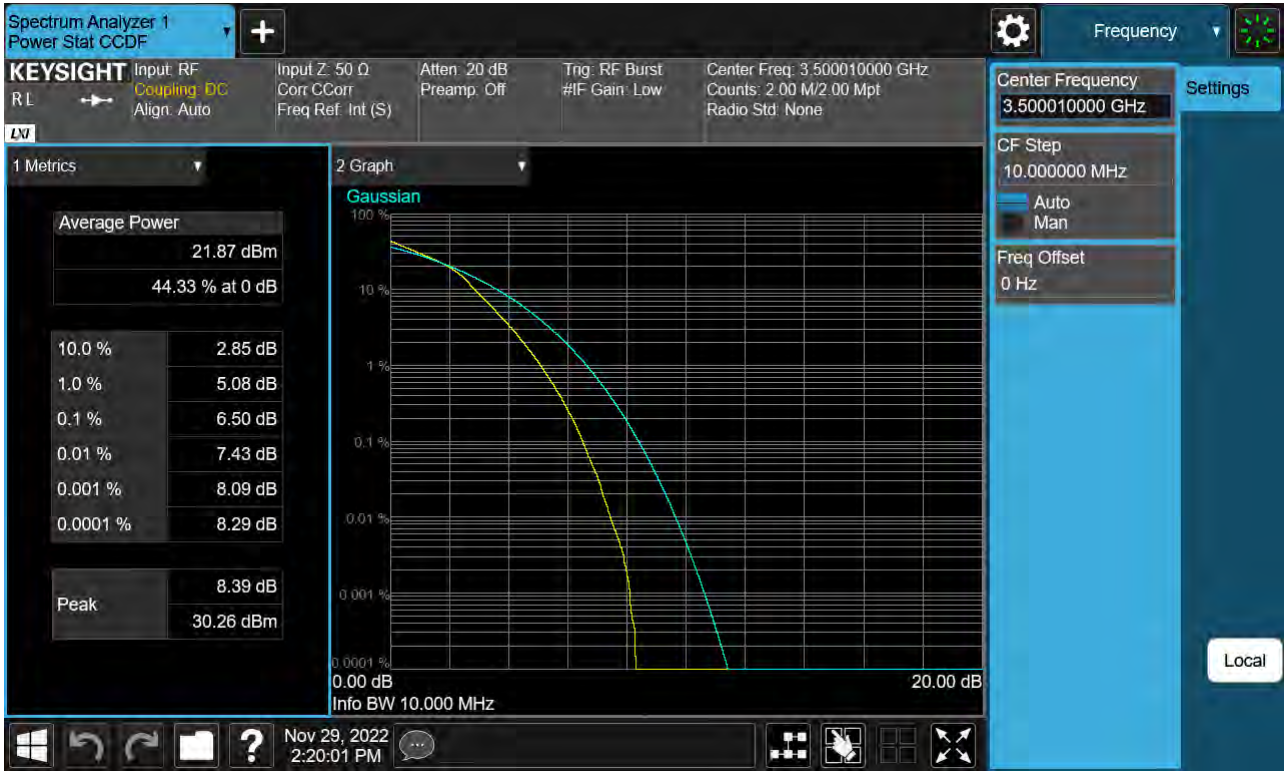 Spectrum Analyzer 1
Power Stat CCDF
+
Frequency
KEYSIGHT
RL
LXI
Input: RF
Coupling: DC
Align: Auto
Input Z: 50 Ω
Corr CCorr
Freq Ref: Int (S)
Atten: 20 dB
Preamp: Off
Trig: RF Burst
#IF Gain: Low
Center Freq: 3.500010000 GHz
Counts: 2.00 M/2.00 Mpt
Radio Std: None
Center Frequency
3.500010000 GHz
Settings
CF Step
10.000000 MHz
Auto
Man
Freq Offset
0 Hz
Local
1 Metrics
Average Power
21.87 dBm
44.33 % at 0 dB
10.0 % 2.85 dB
1.0 % 5.08 dB
0.1 % 6.50 dB
0.01 % 7.43 dB
0.001 % 8.09 dB
0.0001 % 8.29 dB
Peak
8.39 dB
30.26 dBm
2 Graph
Gaussian
100 %
10 %
1 %
0.1 %
0.01 %
0.001 %
0.0001 %
0.00 dB 20.00 dB
Info BW 10.000 MHz
?
Nov 29, 2022
2:20:01 PM